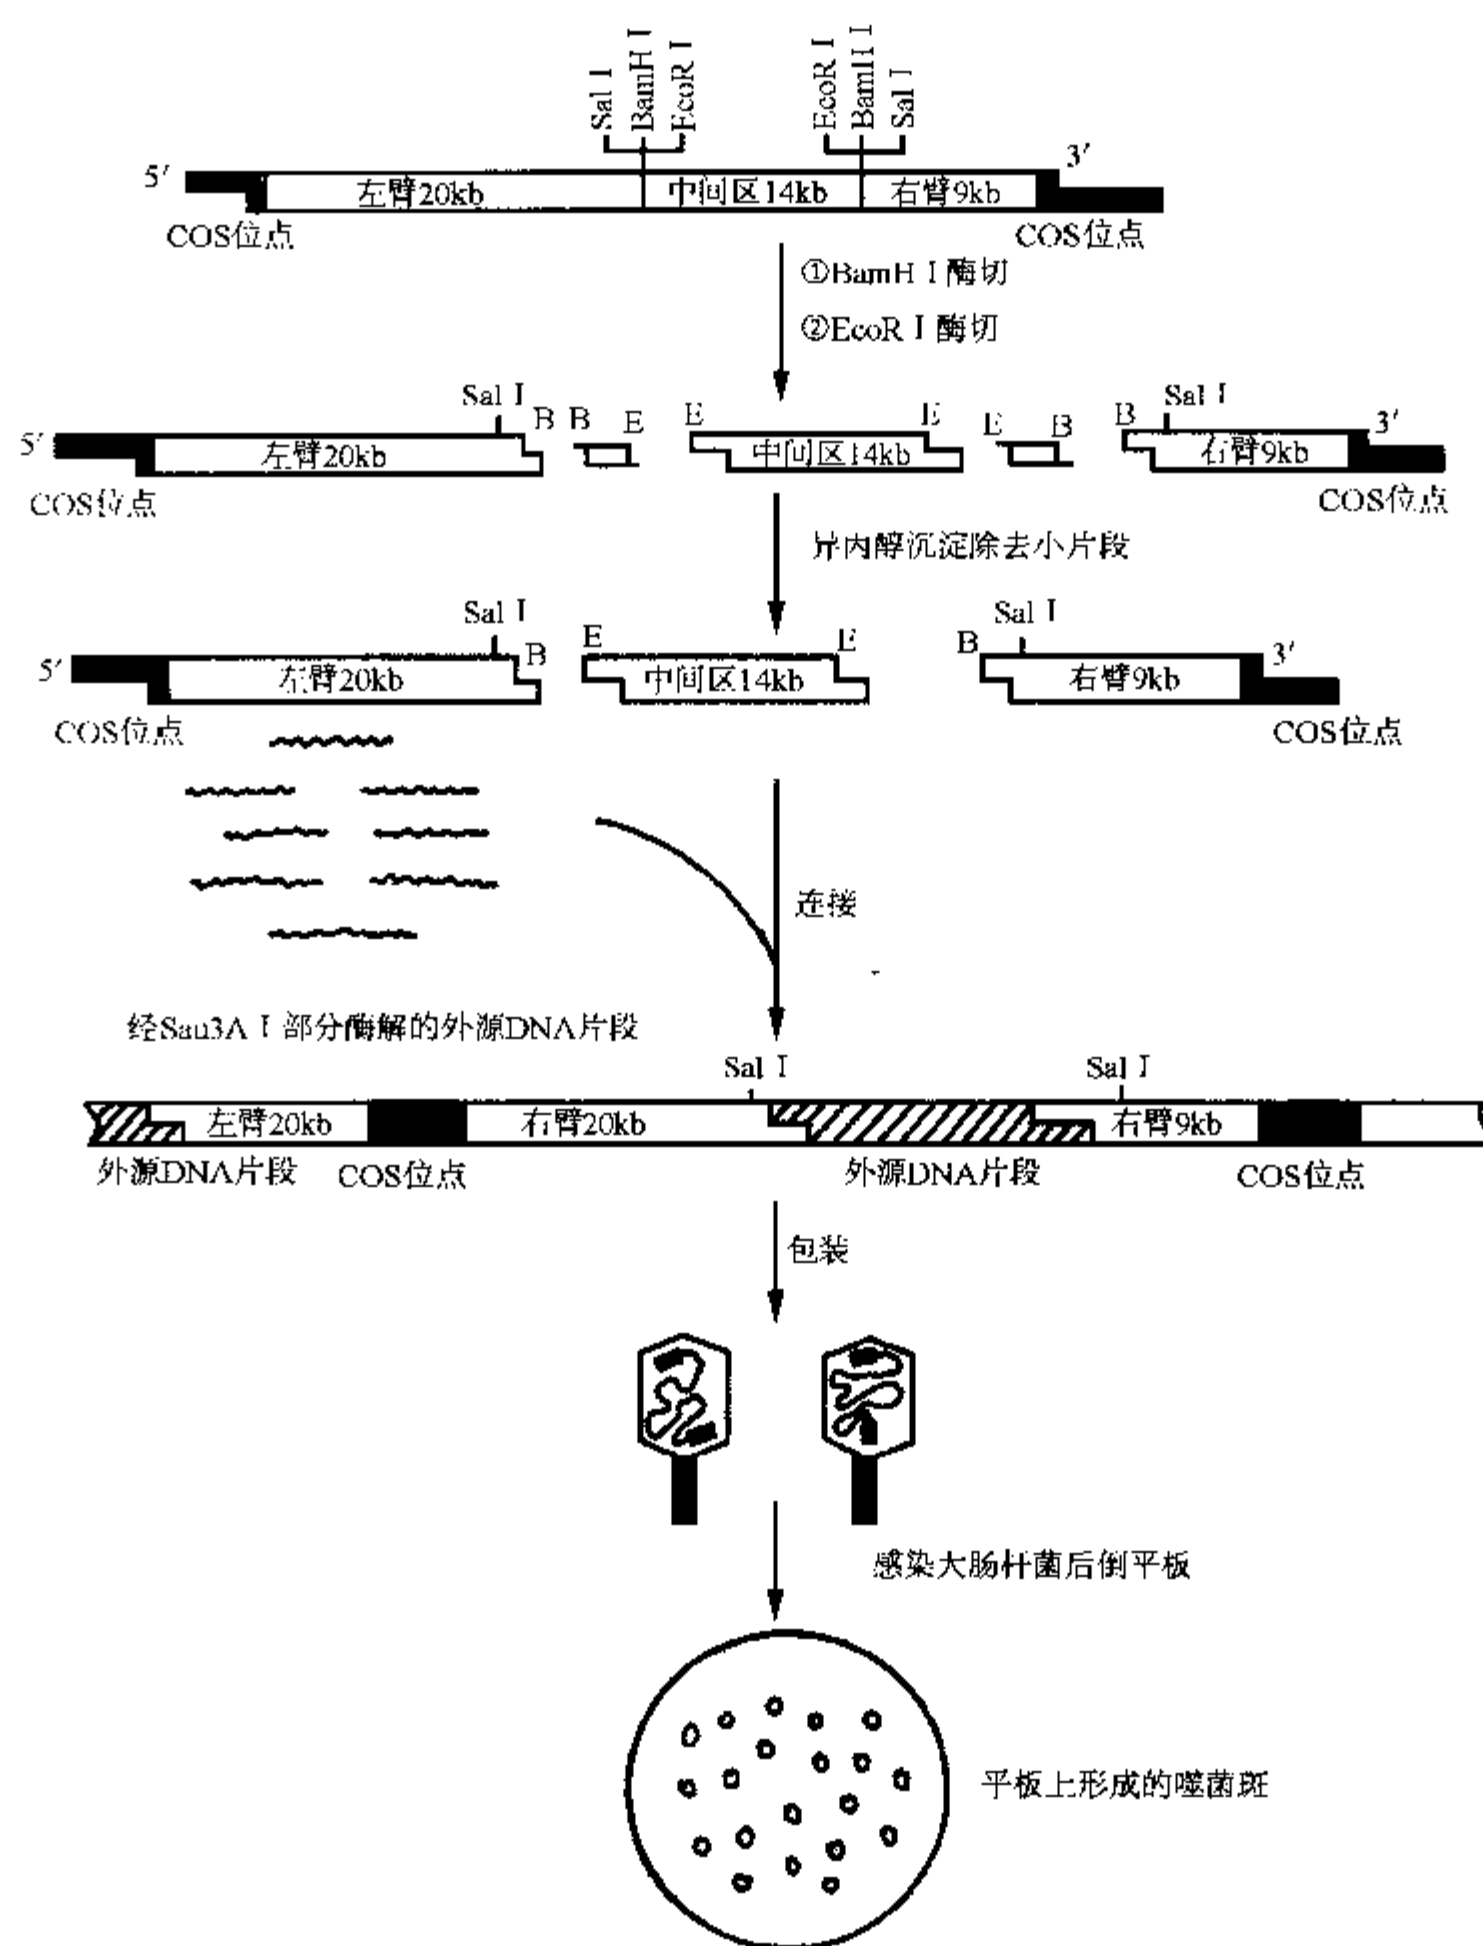 Sal Ⅰ BamH Ⅰ EcoR Ⅰ EcoR Ⅰ BamH Ⅰ Sal Ⅰ
5′ 左臂20kb 中间区14kb 右臂9kb 3′
COS位点 COS位点
①BamH Ⅰ酶切
②EcoR Ⅰ酶切
Sal Ⅰ B B E E E E B B Sal Ⅰ
5′ 左臂20kb 中间区14kb 右臂9kb 3′
COS位点 COS位点
异丙醇沉淀除去小片段
Sal Ⅰ B E E B Sal Ⅰ
5′ 左臂20kb 中间区14kb 右臂9kb 3′
COS位点 COS位点
连接
经Sau3A Ⅰ部分酶解的外源DNA片段
Sal Ⅰ Sal Ⅰ
左臂20kb 右臂20kb 右臂9kb
外源DNA片段 COS位点 外源DNA片段 COS位点
包装
感染大肠杆菌后倒平板
平板上形成的噬菌斑